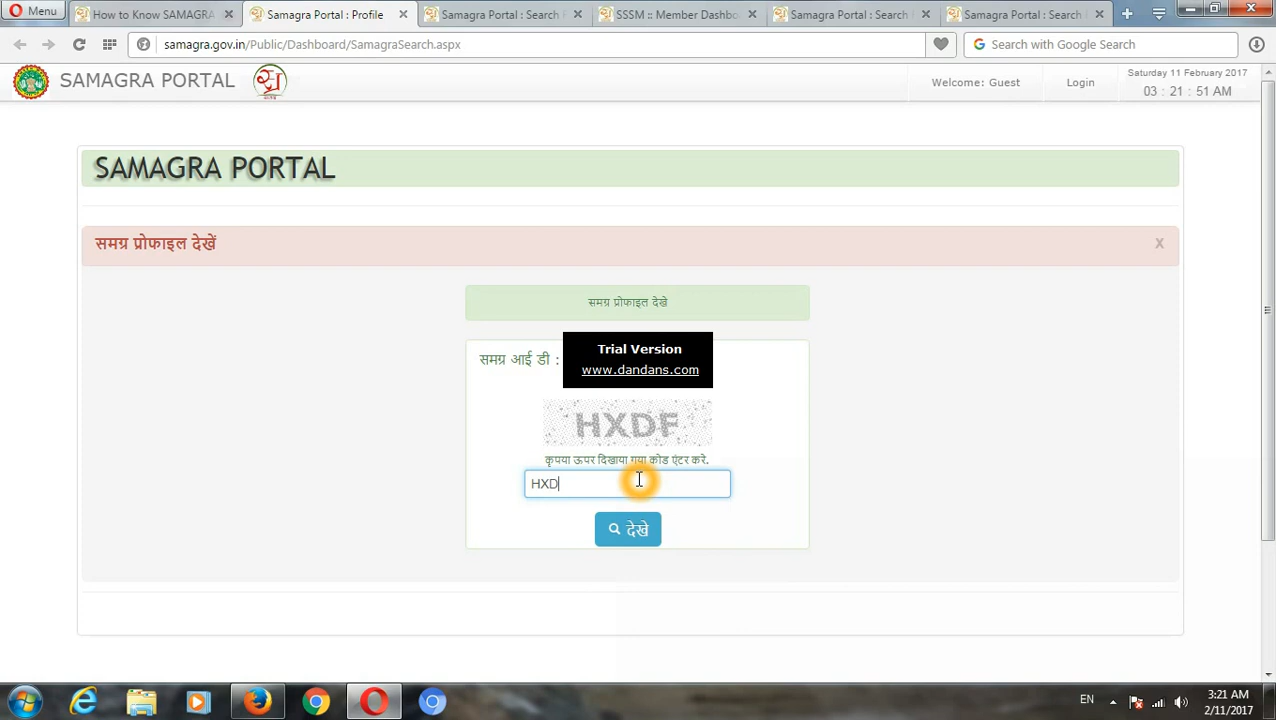 Menu
How to Know SAMAGRA
Samagra Portal : Profile
Samagra Portal : Search
SSSM :: Member Dashbo
Samagra Portal : Search
Samagra Portal : Search
samagra.gov.in/Public/Dashboard/SamagraSearch.aspx
Search with Google Search
SAMAGRA PORTAL
Welcome: Guest
Login
Saturday 11 February 2017
03 : 21 : 51 AM
SAMAGRA PORTAL
समग्र प्रोफाइल देखें
X
समग्र प्रोफाइल देखे
समग्र आई डी :
Trial Version
www.dandans.com
HXDF
कृपया ऊपर दिखाया गया कोड एंटर करे.
HXD
देखे
EN
3:21 AM
2/11/2017